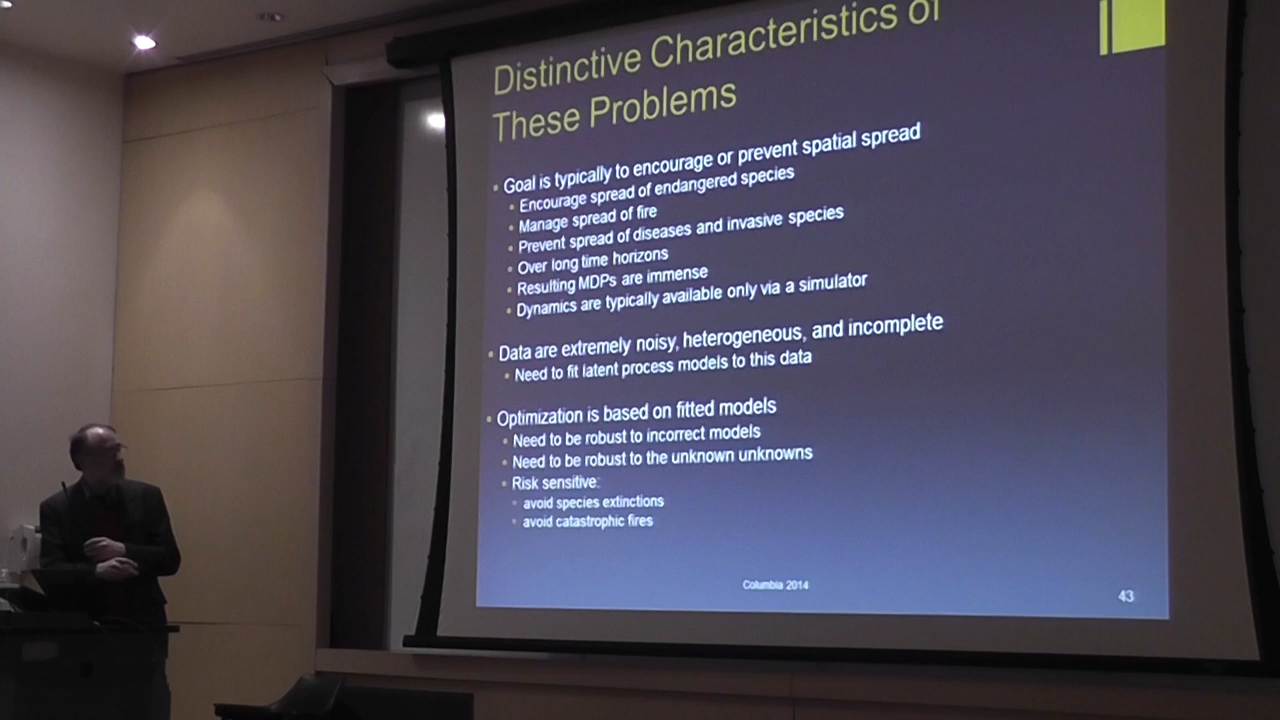 Distinctive Characteristics of
These Problems
• Goal is typically to encourage or prevent spatial spread
• Encourage spread of endangered species
• Manage spread of fire
• Prevent spread of diseases and invasive species
• Over long time horizons
• Resulting MDPs are immense
• Dynamics are typically available only via a simulator
• Data are extremely noisy, heterogeneous, and incomplete
• Need to fit latent process models to this data
• Optimization is based on fitted models
• Need to be robust to incorrect models
• Need to be robust to the unknown unknowns
• Risk sensitive:
• avoid species extinctions
• avoid catastrophic fires
Columbia 2014
43